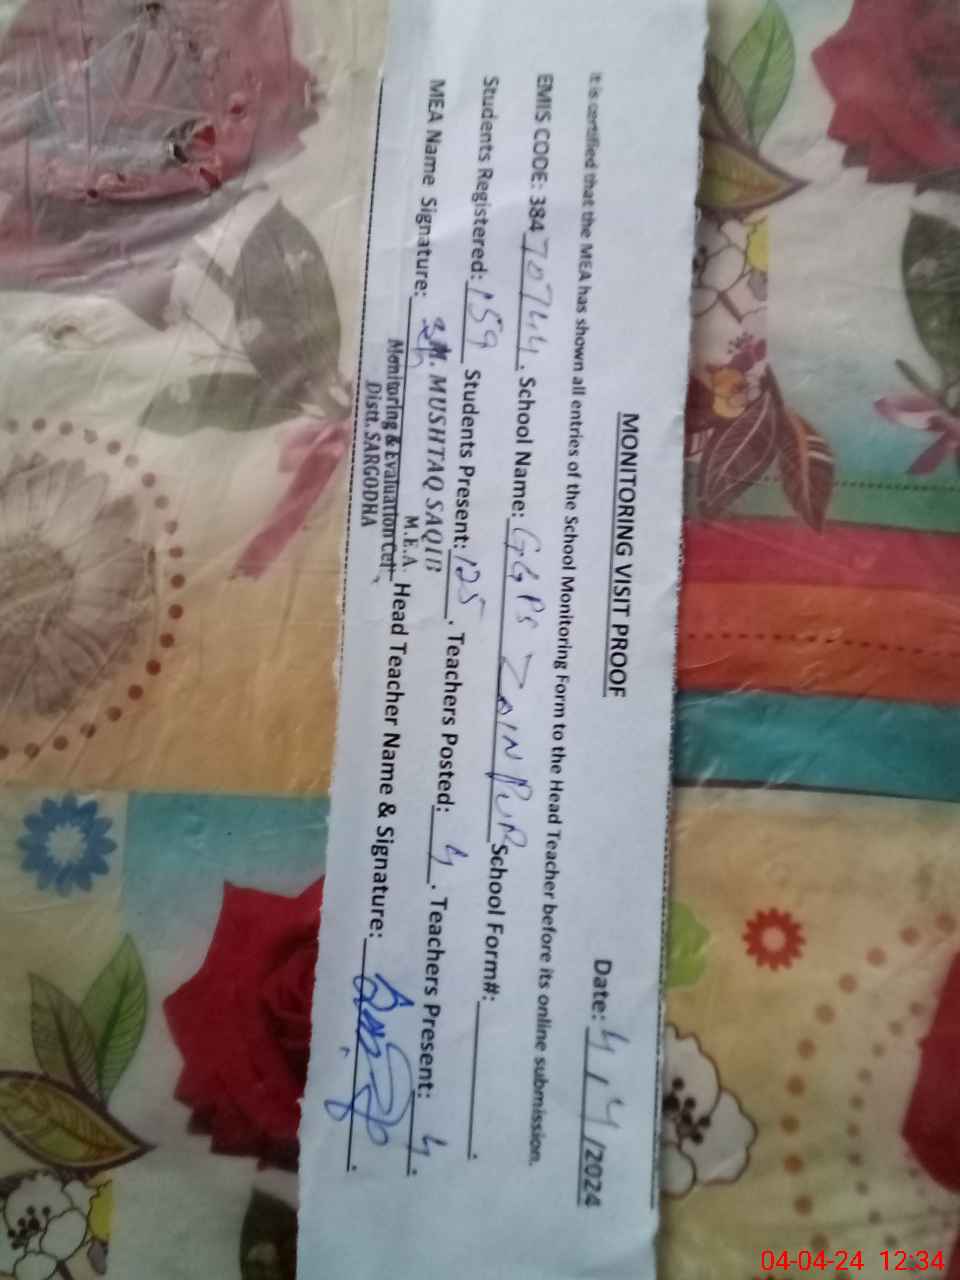 MONITORING VISIT PROOF
Date: 4/4/2024
It is certified that the MEA has shown all entries of the School Monitoring Form to the Head Teacher before its online submission.
EMIS CODE: 38470744. School Name: GGPS ZAINPUR School Form#:
Students Registered: 159 Students Present: 125. Teachers Posted: 4. Teachers Present: 4.
MEA Name Signature: M. MUSHTAQ SAQIB Head Teacher Name & Signature:
M.E.A.
Monitoring & Evaluation Cell
Distt. SARGODHA
04-04-24 12:34